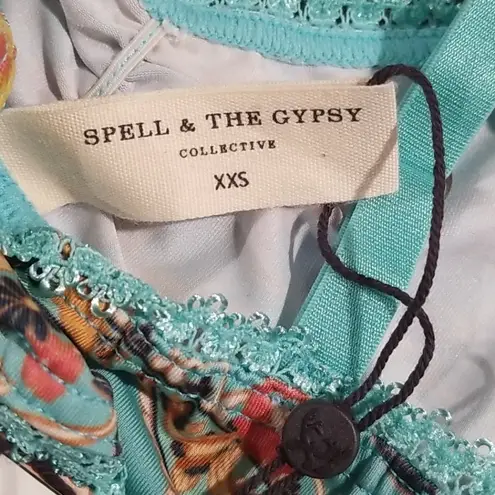 SPELL & THE GYPSY
COLLECTIVE
XXS